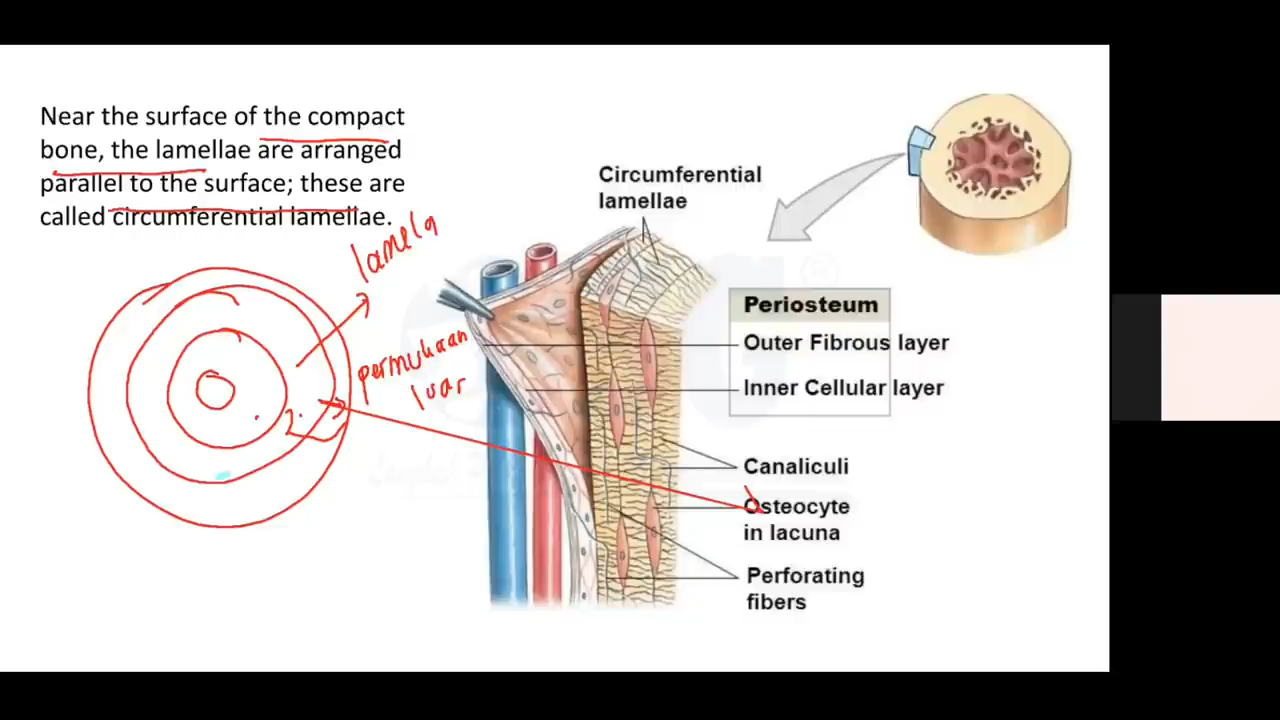 Near the surface of the compact
bone, the lamellae are arranged
parallel to the surface; these are
called circumferential lamellae.
lamela
permukaan
luar
Circumferential
lamellae
Periosteum
Outer Fibrous layer
Inner Cellular layer
Canaliculi
Osteocyte
in lacuna
Perforating
fibers
®